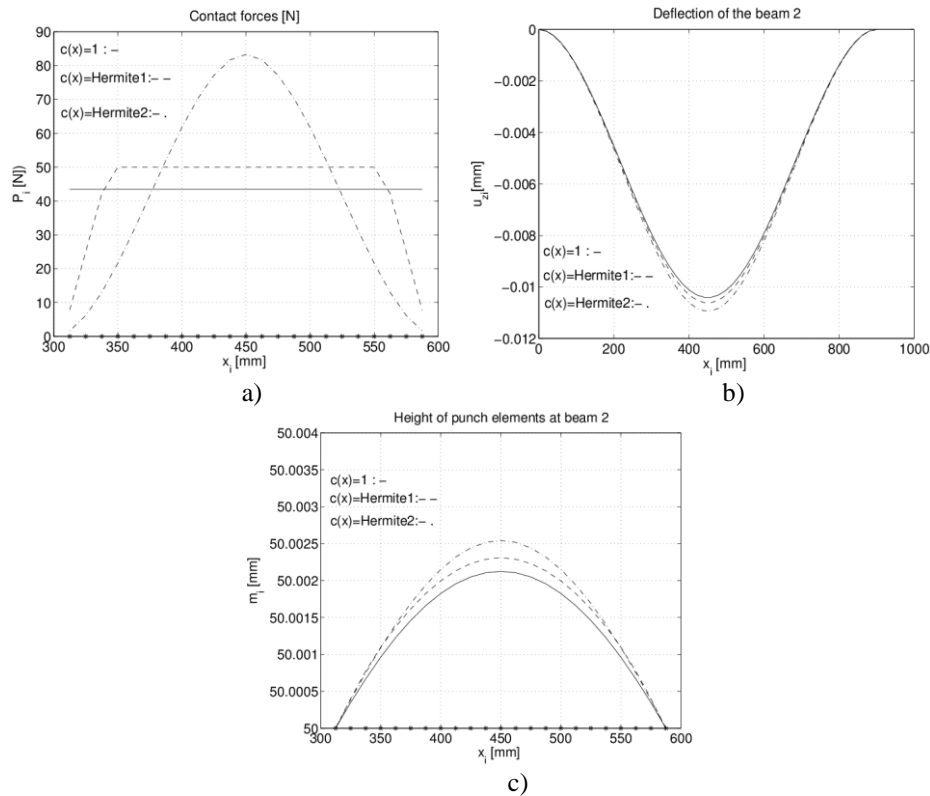 Contact forces [N]
90
80
70
60
50
40
30
20
10
0
P_i [N])
c(x)=1 : –
c(x)=Hermite1:– –
c(x)=Hermite2:– .
300 350 400 450 500 550 600
x_i [mm]
a)
Deflection of the beam 2
0
−0.002
−0.004
−0.006
−0.008
−0.01
−0.012
u_zi[mm]
c(x)=1 : –
c(x)=Hermite1:– –
c(x)=Hermite2:– .
0 200 400 600 800 1000
x_i [mm]
b)
Height of punch elements at beam 2
50.004
50.0035
50.003
50.0025
50.002
50.0015
50.001
50.0005
50
m_i [mm]
c(x)=1 : –
c(x)=Hermite1:– –
c(x)=Hermite2:– .
300 350 400 450 500 550 600
x_i [mm]
c)